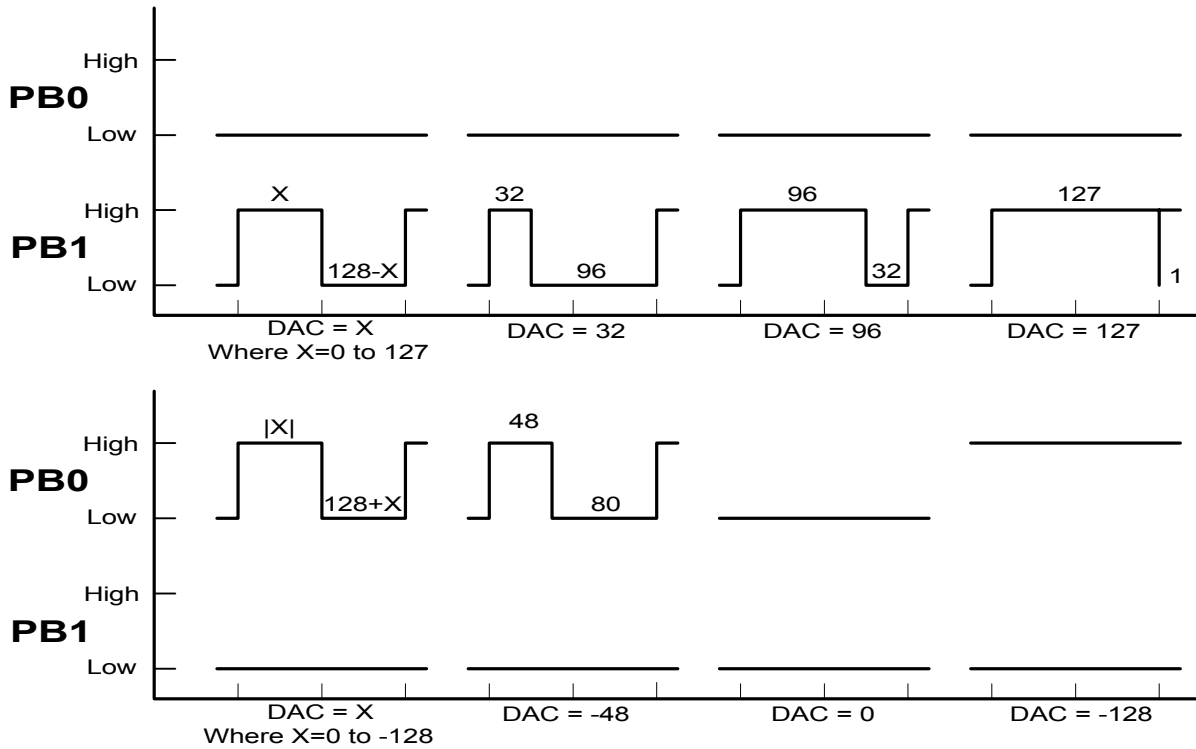 High
PB0
Low
X 32 96 127
High
PB1
128-X 96 32 1
Low
DAC = X DAC = 32 DAC = 96 DAC = 127
Where X=0 to 127
|X| 48
High
PB0
128+X 80
Low
High
PB1
Low
DAC = X DAC = -48 DAC = 0 DAC = -128
Where X=0 to -128